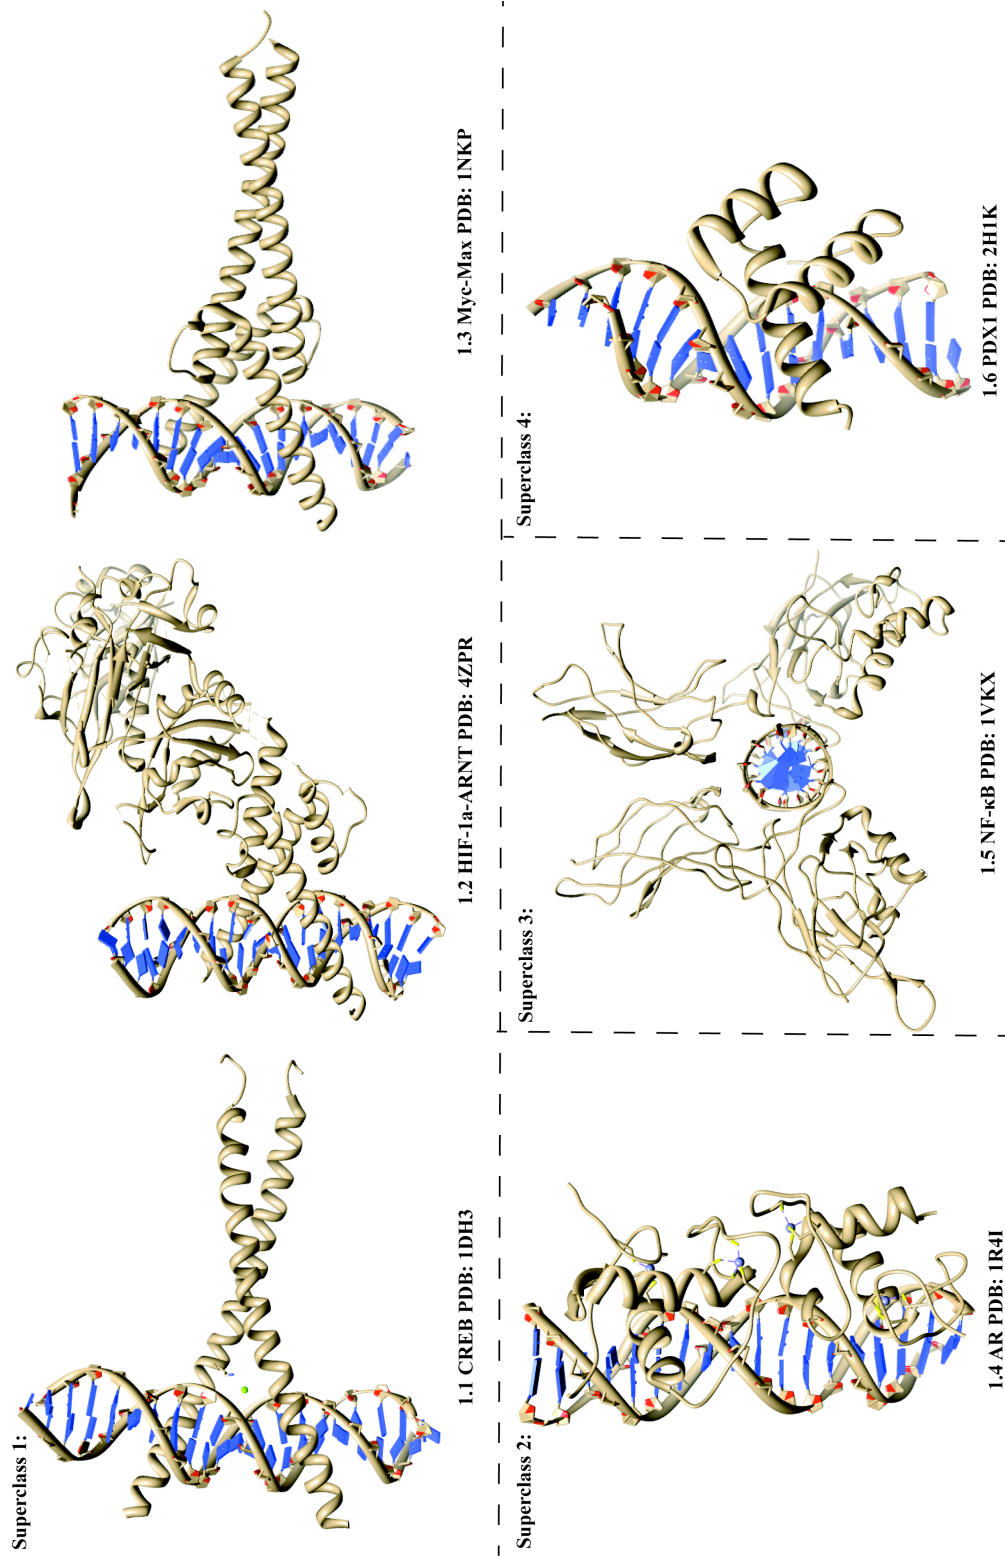 Superclass 1:
1.1 CREB PDB: 1DH3
1.2 HIF-1a-ARNT PDB: 4ZPR
1.3 Myc-Max PDB: 1NKP
Superclass 2:
1.4 AR PDB: 1R4I
Superclass 3:
1.5 NF-κB PDB: 1VKX
Superclass 4:
1.6 PDX1 PDB: 2H1K